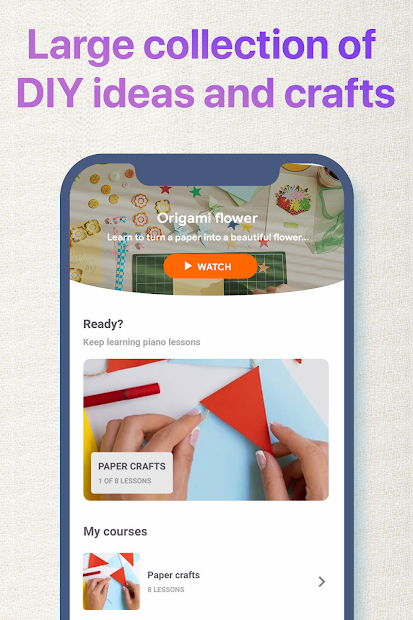 Large collection of
DIY ideas and crafts
Origami flower
Learn to turn a paper into a beautiful flower...
WATCH
Ready?
Keep learning piano lessons
PAPER CRAFTS
1 OF 8 LESSONS
My courses
Paper crafts
8 LESSONS